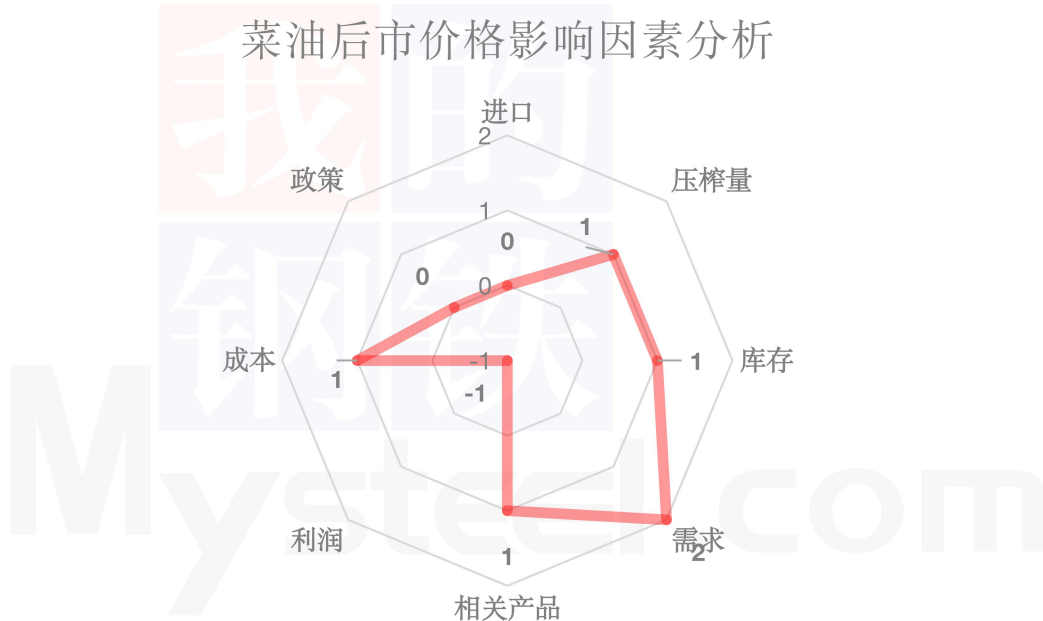 菜油后市价格影响因素分析
进口
2
政策
压榨量
1
1
0
0
0
成本
-1
1
库存
1
-1
利润
需求
2
1
相关产品
我的
钢铁
Mysteel.com